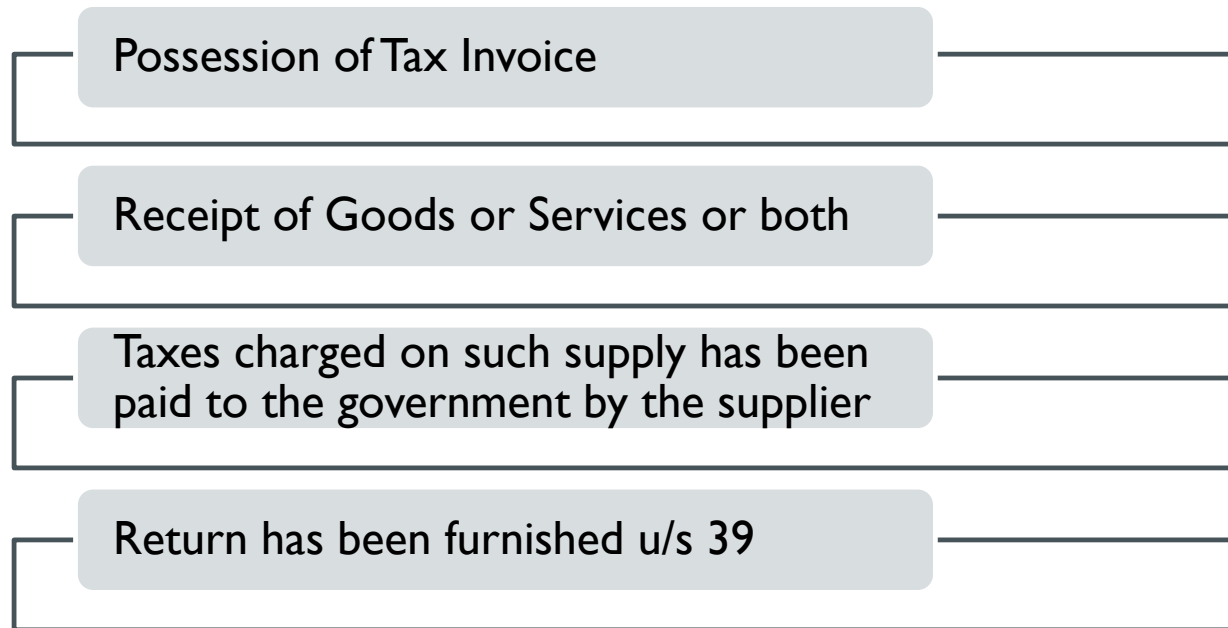 Possession of Tax Invoice
Receipt of Goods or Services or both
Taxes charged on such supply has been
paid to the government by the supplier
Return has been furnished u/s 39